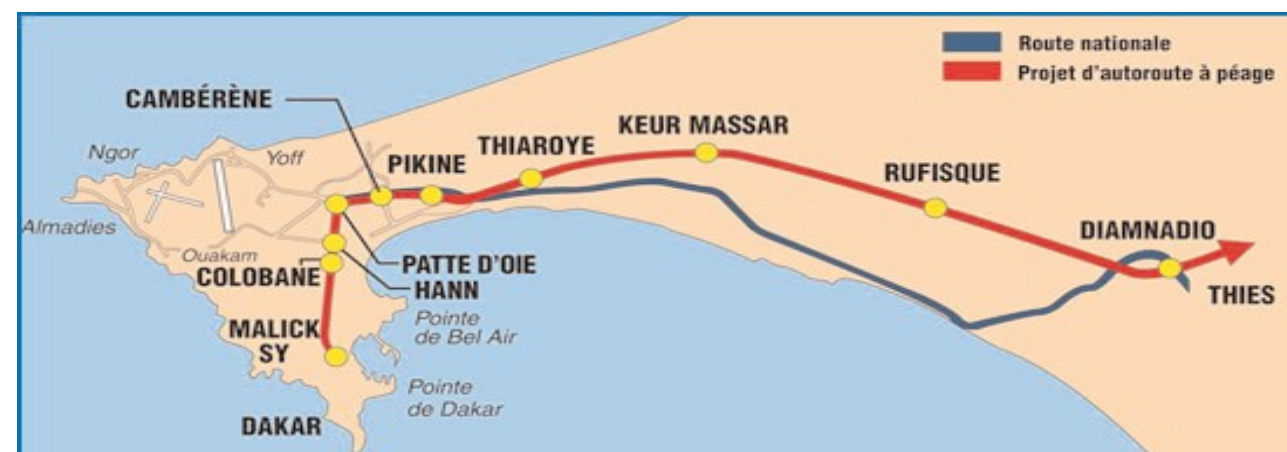 Route nationale
Projet d'autoroute à péage
CAMBÉRÈNE
KEUR MASSAR
THIAROYE
Ngor
Yoff
PIKINE
RUFISQUE
Almadies
DIAMNADIO
Ouakam
COLOBANE
PATTE D'OIE
HANN
THIES
MALICK
SY
Pointe
de Bel Air
Pointe
de Dakar
DAKAR